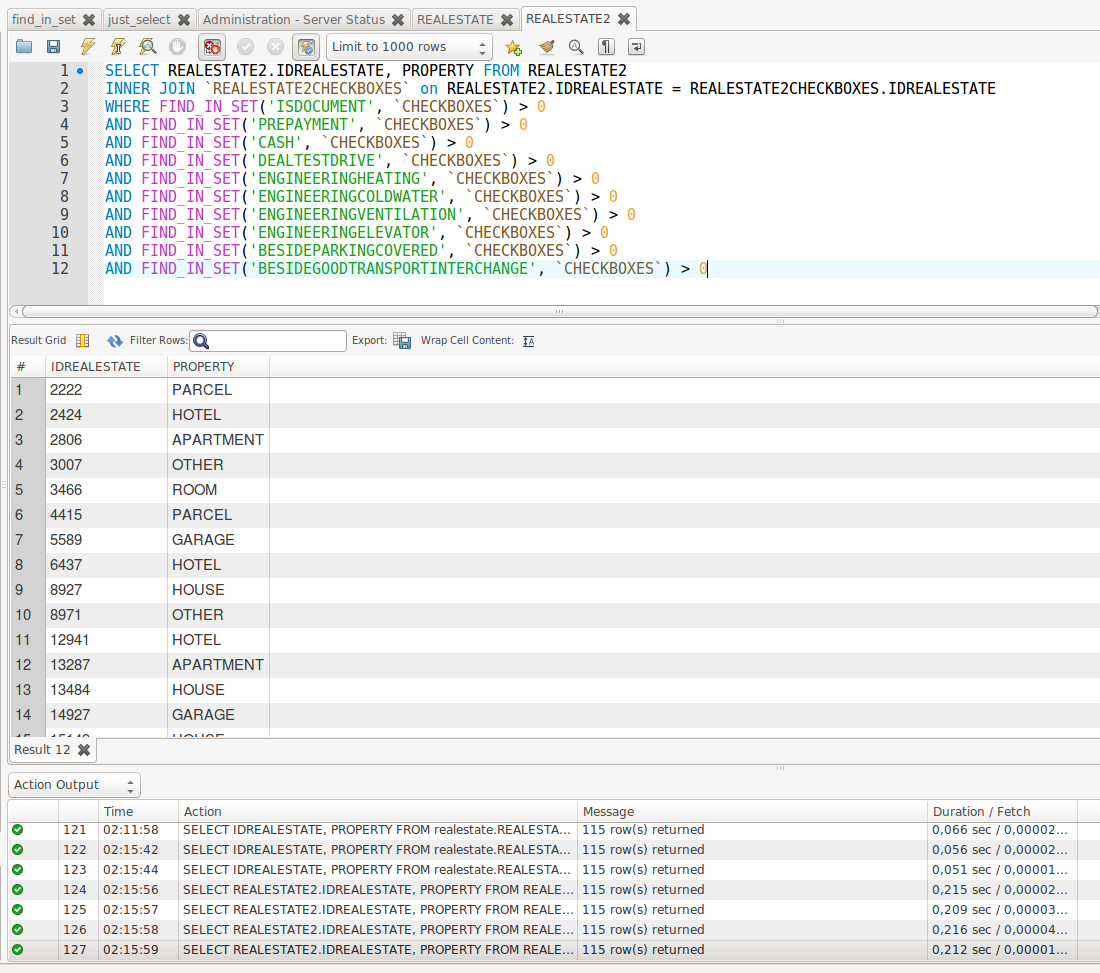 find_in_set just_select Administration - Server Status REALESTATE REALESTATE2
Limit to 1000 rows
1 SELECT REALESTATE2.IDREALESTATE, PROPERTY FROM REALESTATE2
2 INNER JOIN `REALESTATE2CHECKBOXES` on REALESTATE2.IDREALESTATE = REALESTATE2CHECKBOXES.IDREALESTATE
3 WHERE FIND_IN_SET('ISDOCUMENT', `CHECKBOXES`) > 0
4 AND FIND_IN_SET('PREPAYMENT', `CHECKBOXES`) > 0
5 AND FIND_IN_SET('CASH', `CHECKBOXES`) > 0
6 AND FIND_IN_SET('DEALTESTDRIVE', `CHECKBOXES`) > 0
7 AND FIND_IN_SET('ENGINEERINGHEATING', `CHECKBOXES`) > 0
8 AND FIND_IN_SET('ENGINEERINGCOLDWATER', `CHECKBOXES`) > 0
9 AND FIND_IN_SET('ENGINEERINGVENTILATION', `CHECKBOXES`) > 0
10 AND FIND_IN_SET('ENGINEERINGELEVATOR', `CHECKBOXES`) > 0
11 AND FIND_IN_SET('BESIDEPARKINGCOVERED', `CHECKBOXES`) > 0
12 AND FIND_IN_SET('BESIDEGOODTRANSPORTINTERCHANGE', `CHECKBOXES`) > 0
Result Grid Filter Rows: Export: Wrap Cell Content:
# IDREALESTATE PROPERTY
1 2222 PARCEL
2 2424 HOTEL
3 2806 APARTMENT
4 3007 OTHER
5 3466 ROOM
6 4415 PARCEL
7 5589 GARAGE
8 6437 HOTEL
9 8927 HOUSE
10 8971 OTHER
11 12941 HOTEL
12 13287 APARTMENT
13 13484 HOUSE
14 14927 GARAGE
Result 12
Action Output
Time Action Message Duration / Fetch
121 02:11:58 SELECT IDREALESTATE, PROPERTY FROM realestate.REALESTA... 115 row(s) returned 0,066 sec / 0,00002...
122 02:15:42 SELECT IDREALESTATE, PROPERTY FROM realestate.REALESTA... 115 row(s) returned 0,056 sec / 0,00002...
123 02:15:44 SELECT IDREALESTATE, PROPERTY FROM realestate.REALESTA... 115 row(s) returned 0,051 sec / 0,00001...
124 02:15:56 SELECT REALESTATE2.IDREALESTATE, PROPERTY FROM REALE... 115 row(s) returned 0,215 sec / 0,00002...
125 02:15:57 SELECT REALESTATE2.IDREALESTATE, PROPERTY FROM REALE... 115 row(s) returned 0,209 sec / 0,00003...
126 02:15:58 SELECT REALESTATE2.IDREALESTATE, PROPERTY FROM REALE... 115 row(s) returned 0,216 sec / 0,00004...
127 02:15:59 SELECT REALESTATE2.IDREALESTATE, PROPERTY FROM REALE... 115 row(s) returned 0,212 sec / 0,00001...